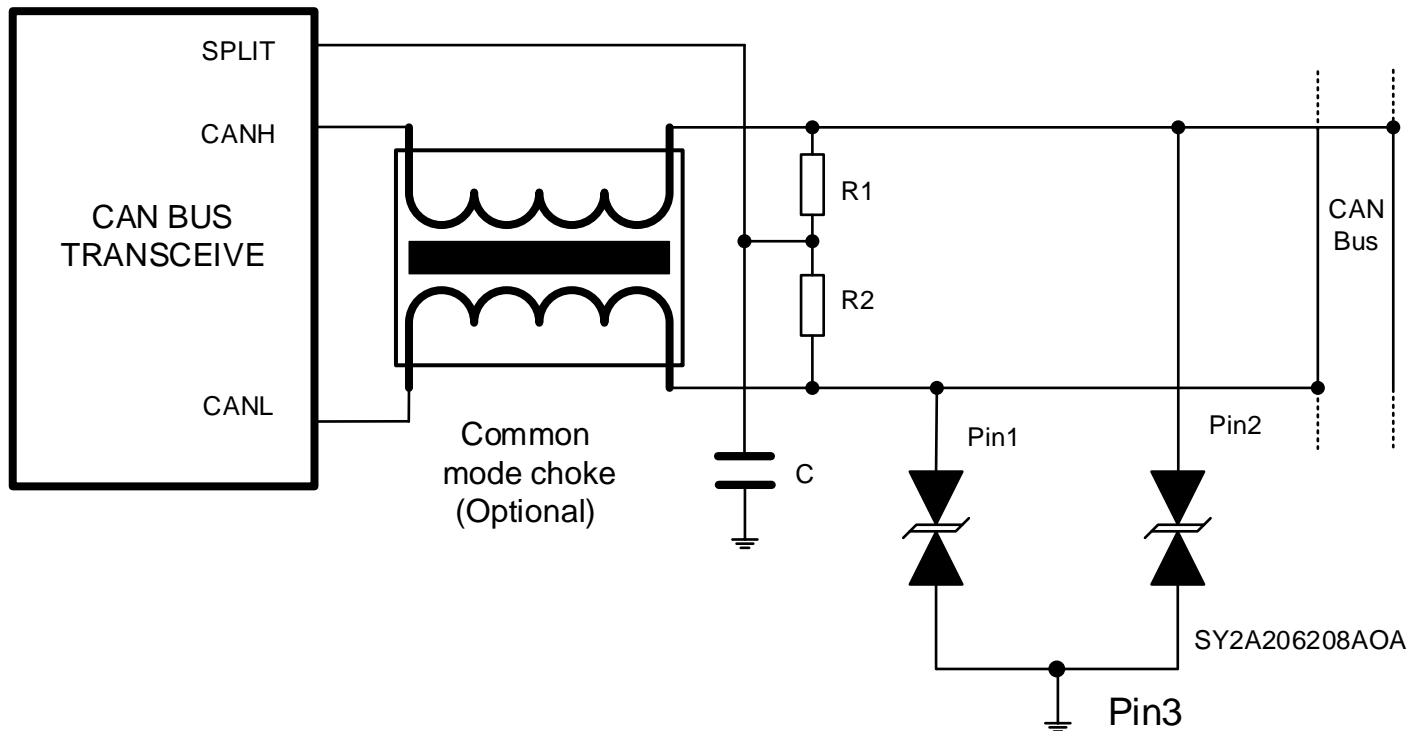 SPLIT
CANH
CAN BUS
TRANSCEIVE
CANL
Common
mode choke
(Optional)
R1
R2
C
CAN
Bus
Pin1
Pin2
SY2A206208AOA
Pin3